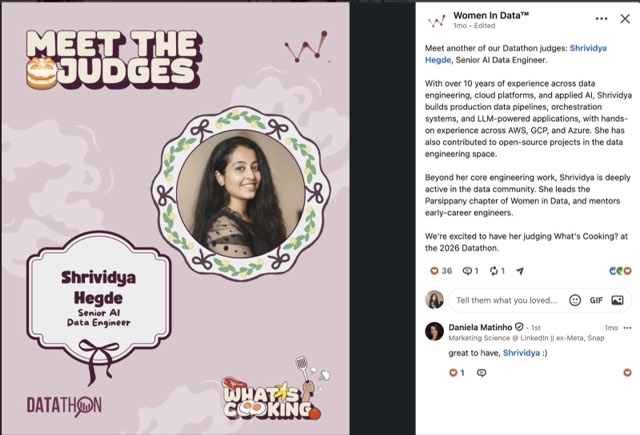 MEET THE
JUDGES
Shrividya
Hegde
Senior AI
Data Engineer
DATATHON
WHAT'S
COOKING
Women In Data™
1mo • Edited
Meet another of our Datathon judges: Shrividya
Hegde, Senior AI Data Engineer.
With over 10 years of experience across data
engineering, cloud platforms, and applied AI, Shrividya
builds production data pipelines, orchestration
systems, and LLM-powered applications, with hands-
on experience across AWS, GCP, and Azure. She has
also contributed to open-source projects in the data
engineering space.
Beyond her core engineering work, Shrividya is deeply
active in the data community. She leads the
Parsippany chapter of Women in Data, and mentors
early-career engineers.
We're excited to have her judging What's Cooking? at
the 2026 Datathon.
36 1 1
Tell them what you loved... GIF
Daniela Matinho • 1st 1mo
Marketing Science @ LinkedIn || ex-Meta, Snap
great to have, Shrividya :)
1